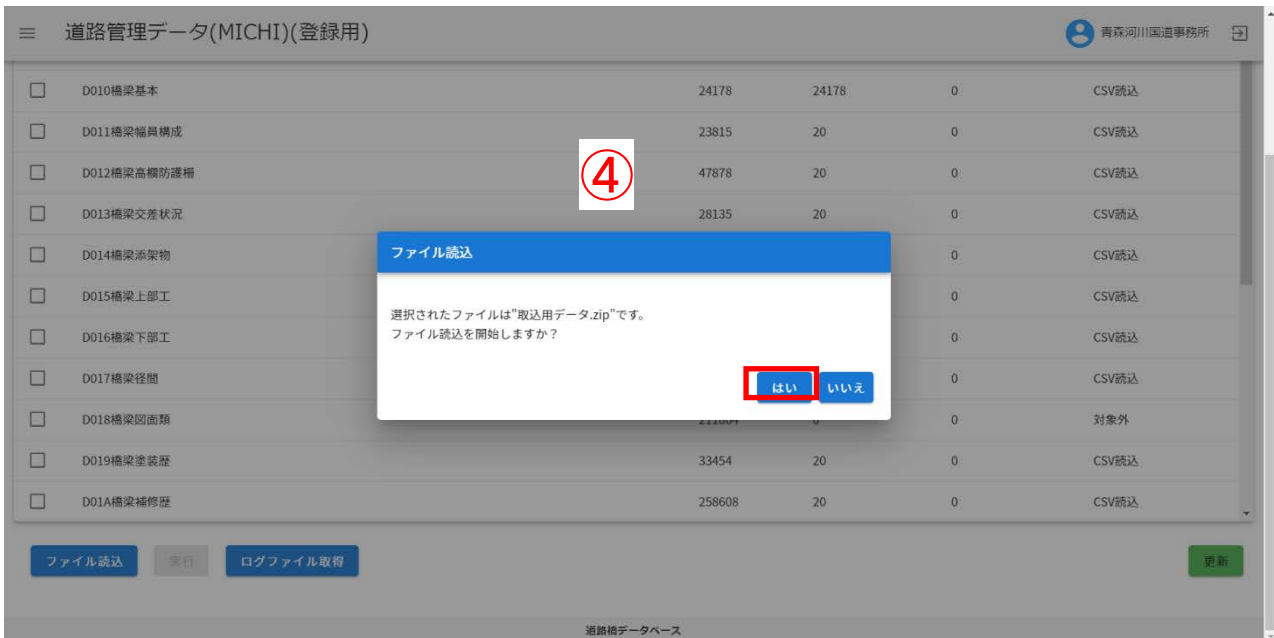 道路管理データ(MICHI)(登録用)
青森河川国道事務所
D010橋梁基本 24178 24178 0 CSV読込
D011橋梁幅員構成 23815 20 0 CSV読込
D012橋梁高欄防護柵 47878 20 0 CSV読込
④
D013橋梁交差状況 28135 20 0 CSV読込
D014橋梁添架物 0 CSV読込
ファイル読込
D015橋梁上部工 0 CSV読込
選択されたファイルは"取込用データ.zip"です。
D016橋梁下部工 0 CSV読込
ファイル読込を開始しますか？
D017橋梁径間 0 CSV読込
はい いいえ
D018橋梁図面類 0 0 対象外
D019橋梁塗装歴 33454 20 0 CSV読込
D01A橋梁補修歴 258608 20 0 CSV読込
ファイル読込 実行 ログファイル取得 更新
道路橋データベース